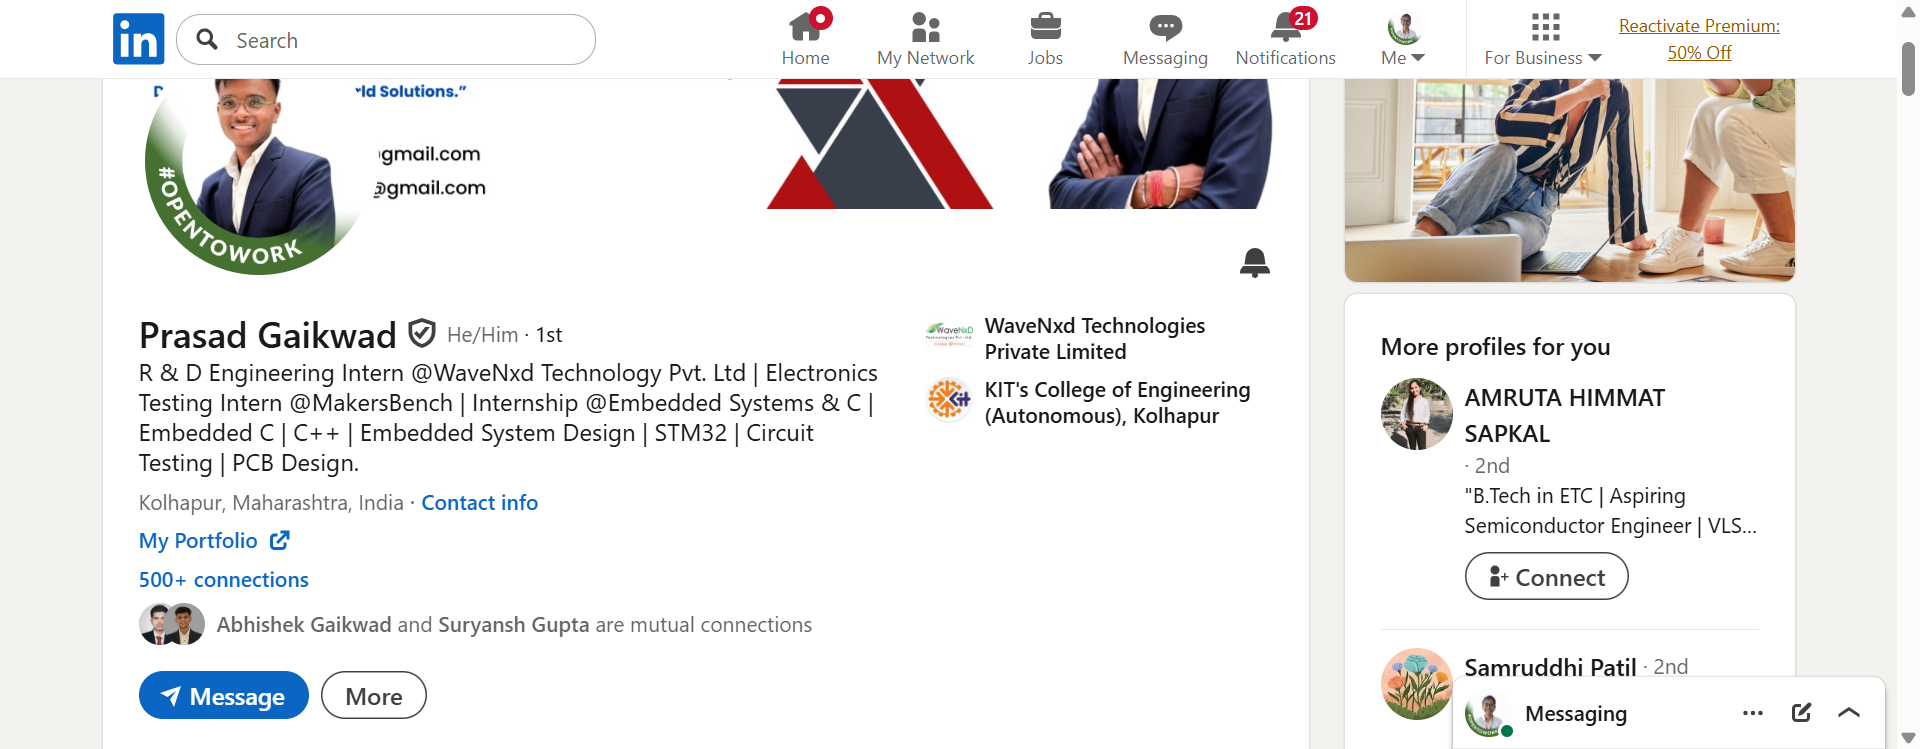 in
Search
Home
My Network
Jobs
Messaging
21
Notifications
Me
For Business
Reactivate Premium:
50% Off
ld Solutions.”
gmail.com
@gmail.com
#OPENTOWORK
Prasad Gaikwad He/Him · 1st
R & D Engineering Intern @WaveNxd Technology Pvt. Ltd | Electronics
Testing Intern @MakersBench | Internship @Embedded Systems & C |
Embedded C | C++ | Embedded System Design | STM32 | Circuit
Testing | PCB Design.
Kolhapur, Maharashtra, India · Contact info
My Portfolio
500+ connections
Abhishek Gaikwad and Suryansh Gupta are mutual connections
Message
More
WaveNxD
WaveNxd Technologies
Private Limited
Kit
KIT's College of Engineering
(Autonomous), Kolhapur
More profiles for you
AMRUTA HIMMAT
SAPKAL
· 2nd
"B.Tech in ETC | Aspiring
Semiconductor Engineer | VLS...
Connect
Samruddhi Patil · 2nd
Messaging